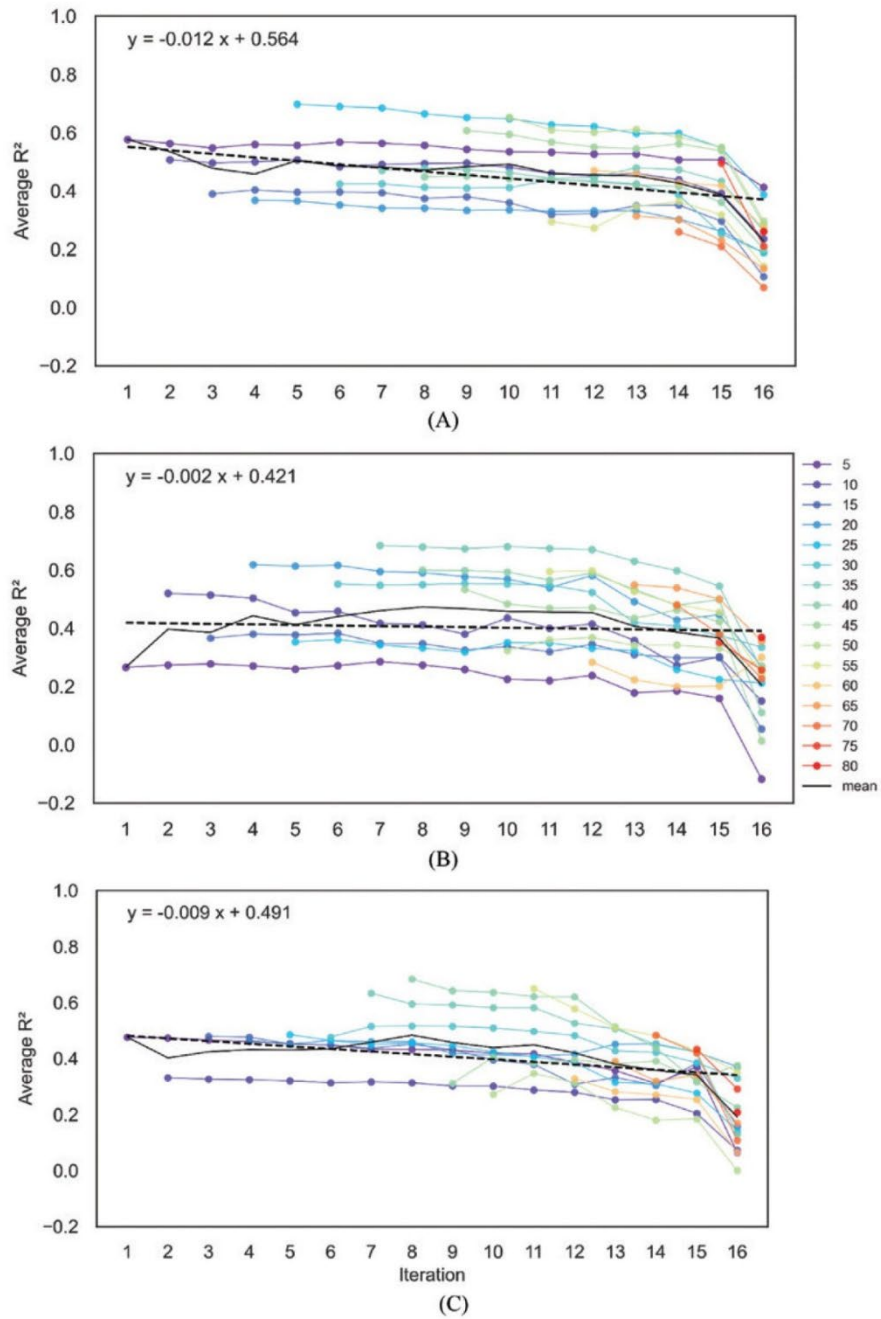 y = -0.012 x + 0.564
1.0
0.8
0.6
0.4
0.2
0.0
−0.2
Average R²
1 2 3 4 5 6 7 8 9 10 11 12 13 14 15 16
(A)
y = -0.002 x + 0.421
1.0
0.8
0.6
0.4
0.2
0.0
−0.2
Average R²
1 2 3 4 5 6 7 8 9 10 11 12 13 14 15 16
(B)
5
10
15
20
25
30
35
40
45
50
55
60
65
70
75
80
mean
y = -0.009 x + 0.491
1.0
0.8
0.6
0.4
0.2
0.0
−0.2
Average R²
1 2 3 4 5 6 7 8 9 10 11 12 13 14 15 16
Iteration
(C)